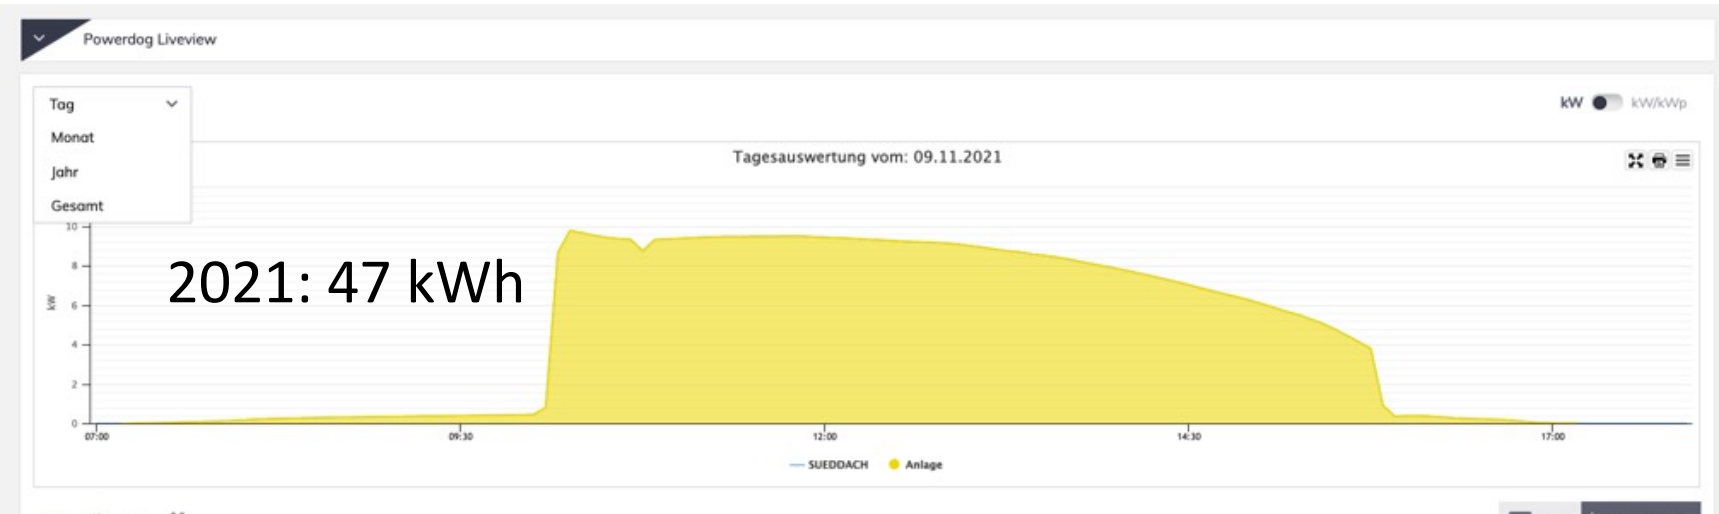 Powerdog Liveview
Tag
Monat
Jahr
Gesamt
kW kW/kWp
Tagesauswertung vom: 09.11.2021
2021: 47 kWh
kW
10
8
6
4
2
0
07:00 09:30 12:00 14:30 17:00
SUEDDACH Anlage